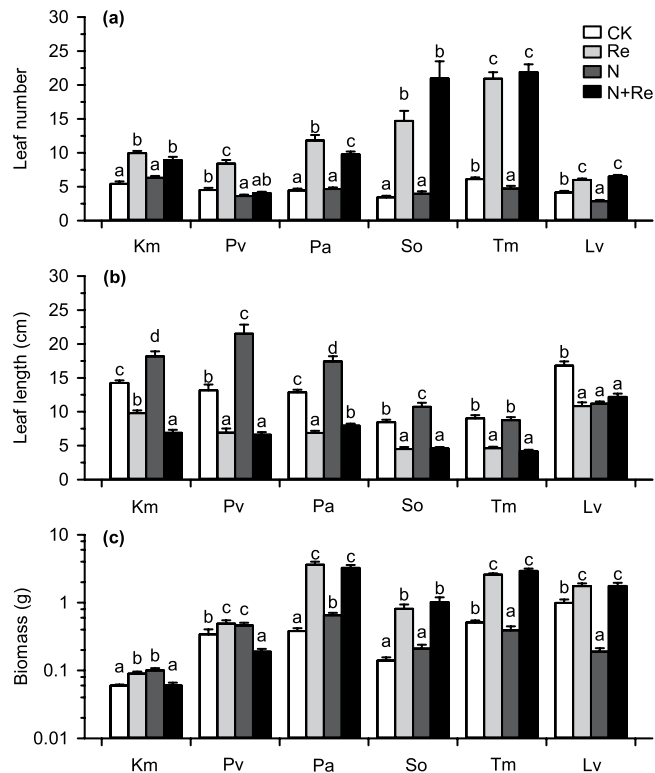 (a)
CK
Re
N
N+Re
Leaf number
30
25
20
15
10
5
0
a b a b
b c a ab
a b a c
a b a b
b c a c
b c a c
Km Pv Pa So Tm Lv
(b)
Leaf length (cm)
30
25
20
15
10
5
0
c b d a
b a c a
c a d b
b a c a
b a b a
b a a a
Km Pv Pa So Tm Lv
(c)
Biomass (g)
10
1
0.1
0.01
a b b a
b c c a
a c b c
a b a b
b c a c
b c a c
Km Pv Pa So Tm Lv